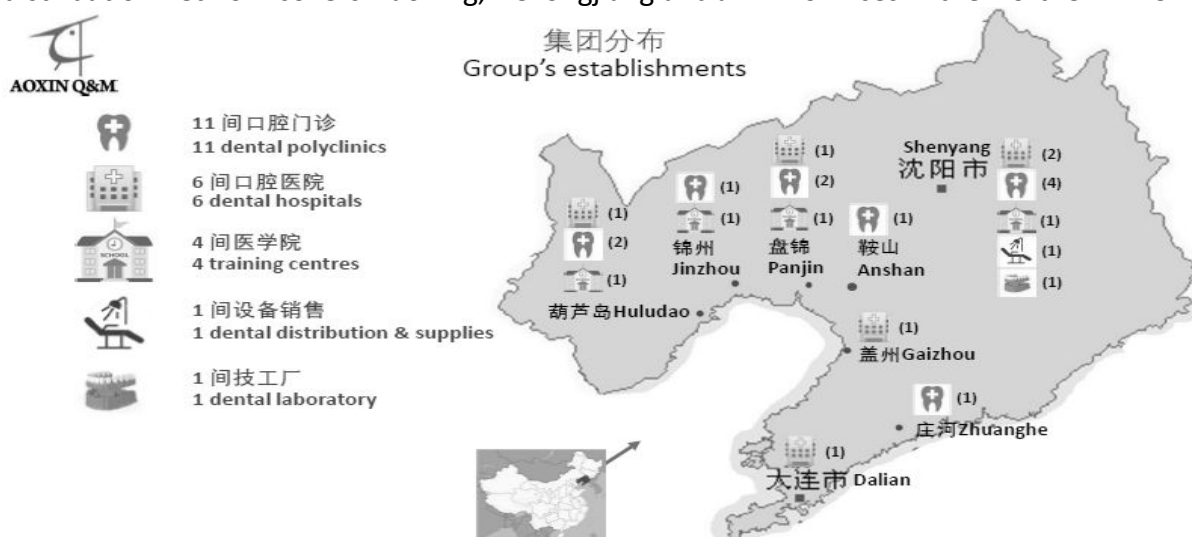 集团分布
Group's establishments
AOXIN Q&M
11 间口腔门诊
11 dental polyclinics
6 间口腔医院
6 dental hospitals
SCHOOL
4 间医学院
4 training centres
1 间设备销售
1 dental distribution & supplies
1 间技工厂
1 dental laboratory
(1)
(2)
(1)
葫芦岛Huludao
(1)
(1)
锦州
Jinzhou
(1)
(2)
(1)
盘锦
Panjin
(1)
鞍山
Anshan
Shenyang
沈阳市
(2)
(4)
(1)
(1)
(1)
(1)
盖州Gaizhou
(1)
庄河Zhuanghe
(1)
大连市 Dalian